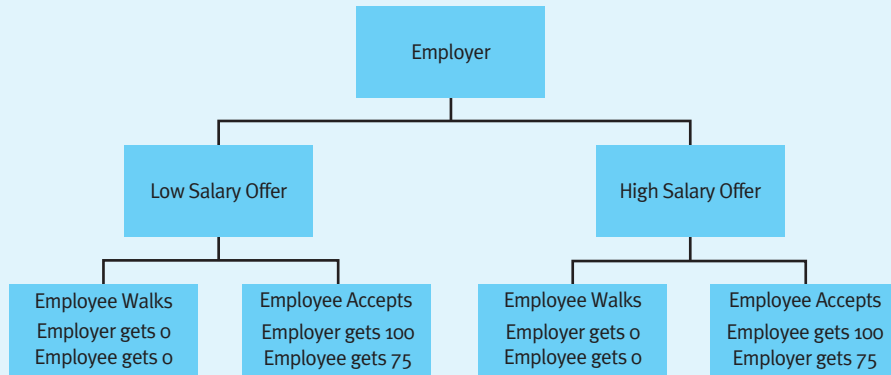 Employer
Low Salary Offer
High Salary Offer
Employee Walks
Employer gets 0
Employee gets 0
Employee Accepts
Employer gets 100
Employee gets 75
Employee Walks
Employer gets 0
Employee gets 0
Employee Accepts
Employee gets 100
Employer gets 75